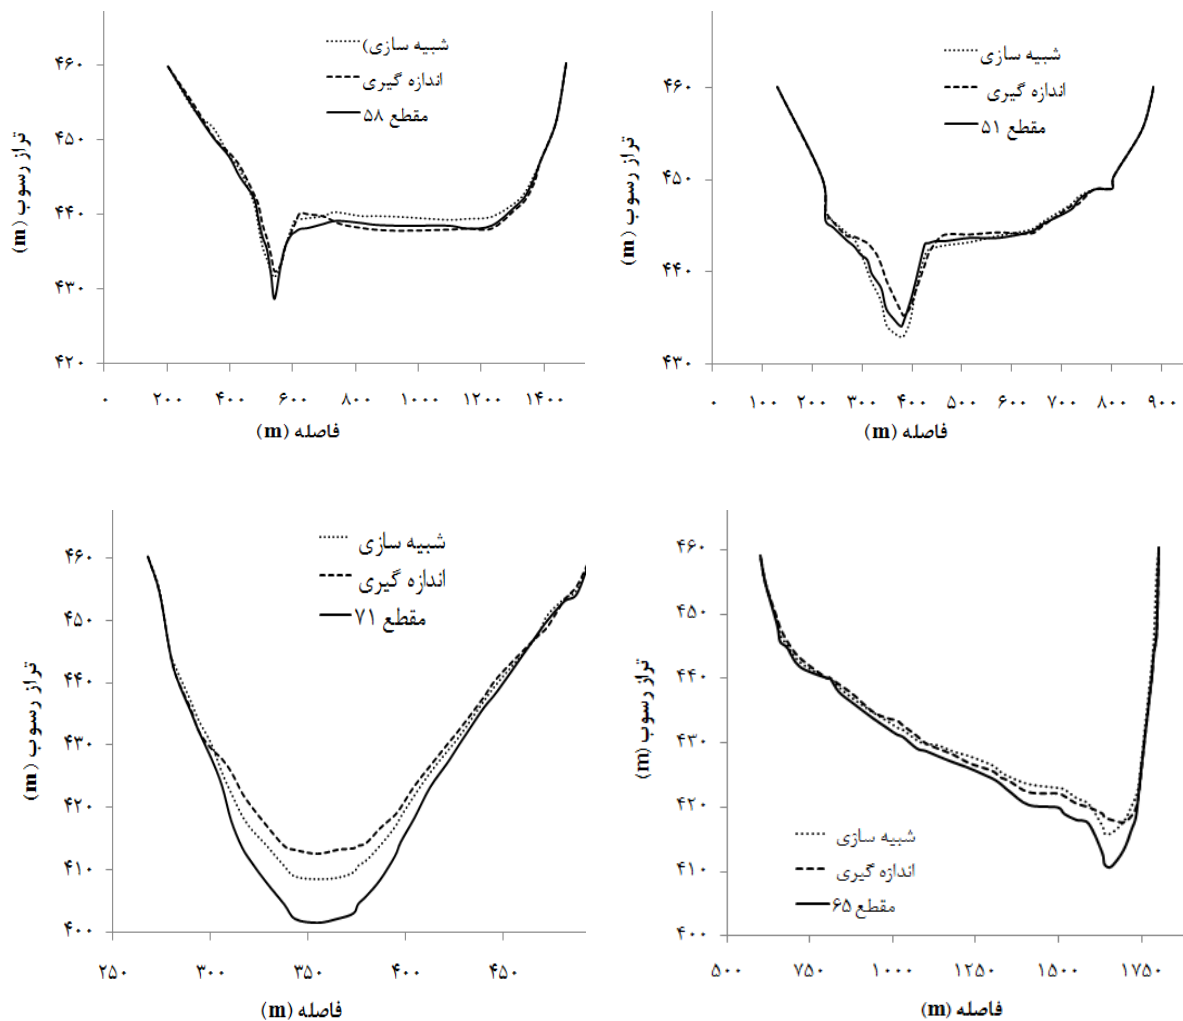 شبیه سازی)
اندازه گیری
مقطع ۵۸
۴۶۰
۴۵۰
۴۴۰
۴۳۰
۴۲۰
تراز رسوب (m)
۰ ۲۰۰ ۴۰۰ ۶۰۰ ۸۰۰ ۱۰۰۰ ۱۲۰۰ ۱۴۰۰
فاصله (m)
شبیه سازی
اندازه گیری
مقطع ۵۱
۴۶۰
۴۵۰
۴۴۰
۴۳۰
تراز رسوب (m)
۰ ۱۰۰ ۲۰۰ ۳۰۰ ۴۰۰ ۵۰۰ ۶۰۰ ۷۰۰ ۸۰۰ ۹۰۰
فاصله (m)
شبیه سازی
اندازه گیری
مقطع ۷۱
۴۶۰
۴۵۰
۴۴۰
۴۳۰
۴۲۰
۴۱۰
۴۰۰
تراز رسوب (m)
۲۵۰ ۳۰۰ ۳۵۰ ۴۰۰ ۴۵۰
فاصله (m)
۴۶۰
۴۵۰
۴۴۰
۴۳۰
۴۲۰
۴۱۰
۴۰۰
تراز رسوب (m)
شبیه سازی
اندازه گیری
مقطع ۶۵
۵۰۰ ۷۵۰ ۱۰۰۰ ۱۲۵۰ ۱۵۰۰ ۱۷۵۰
فاصله (m)